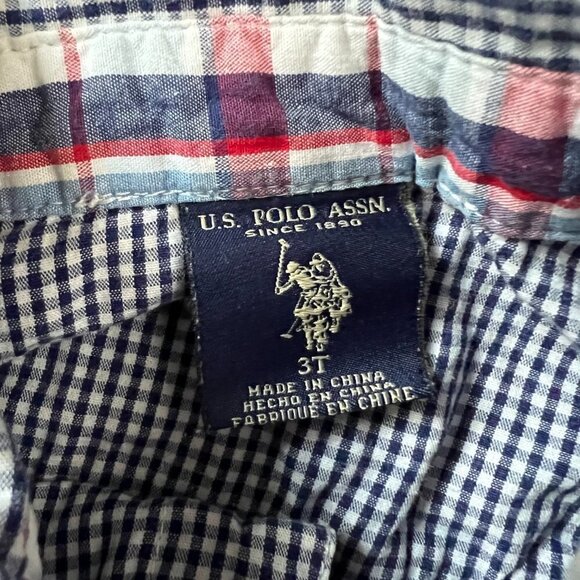 U.S. POLO ASSN.
SINCE 1890
3T
MADE IN CHINA
HECHO EN CHINA
FABRIQUÉ EN CHINE